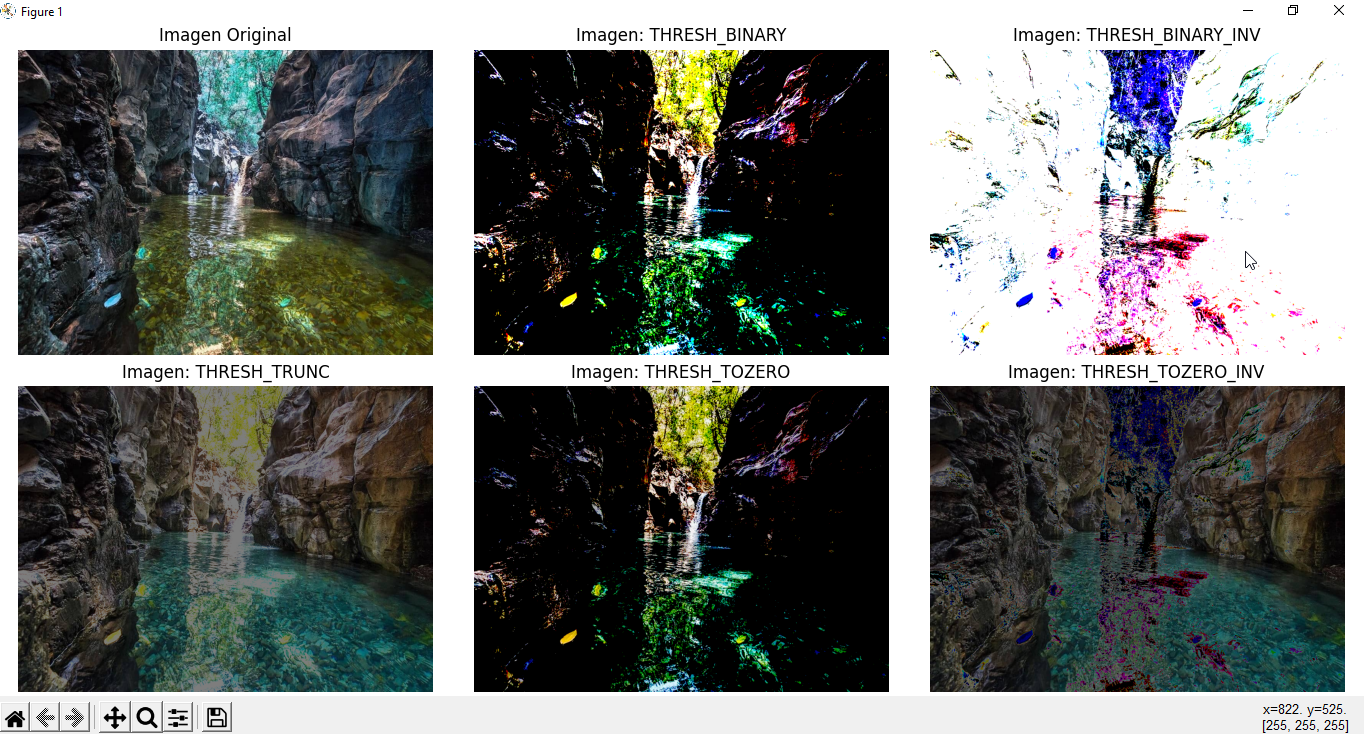 Figure 1
Imagen Original
Imagen: THRESH_BINARY
Imagen: THRESH_BINARY_INV
Imagen: THRESH_TRUNC
Imagen: THRESH_TOZERO
Imagen: THRESH_TOZERO_INV
x=822. y=525.
[255, 255, 255]